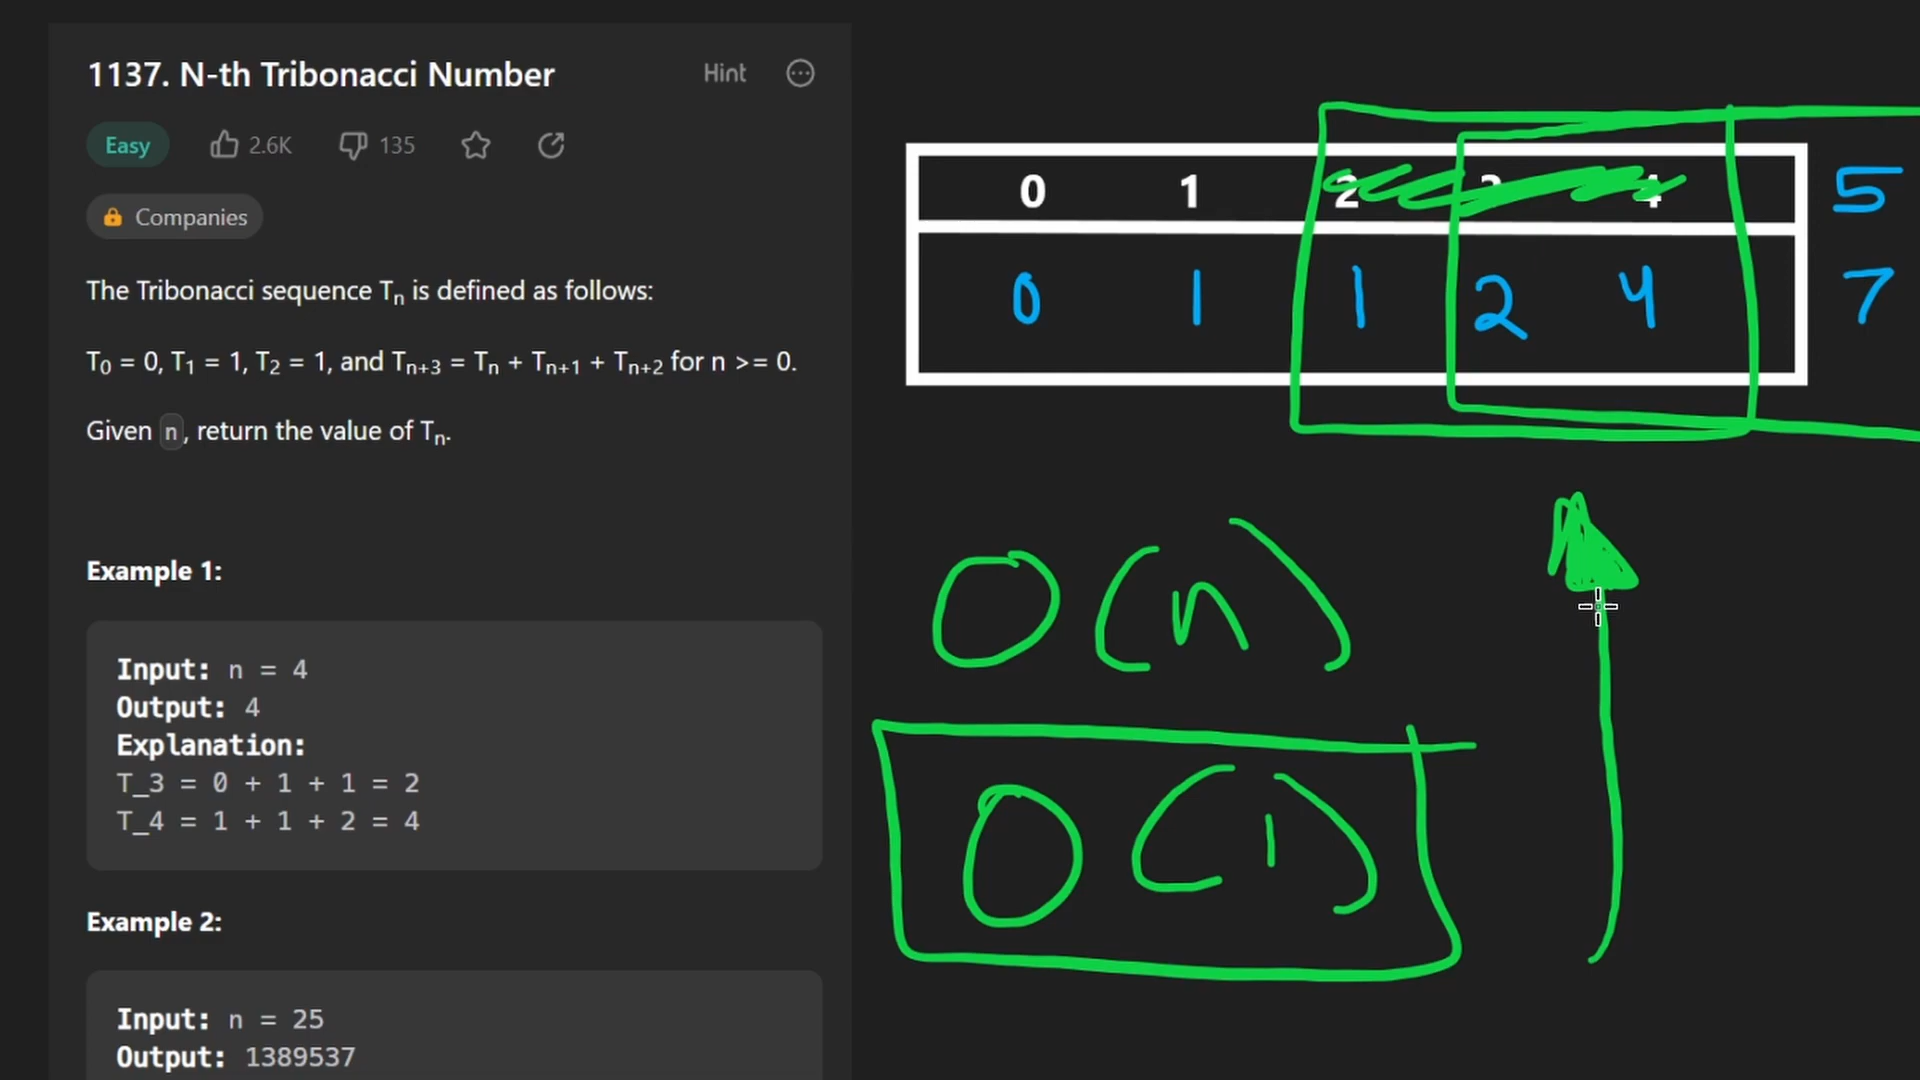 1137. N-th Tribonacci Number
Hint
Easy
2.6K
135
Companies
The Tribonacci sequence Tn is defined as follows:
T0 = 0, T1 = 1, T2 = 1, and Tn+3 = Tn + Tn+1 + Tn+2 for n >= 0.
Given n, return the value of Tn.
Example 1:
Input: n = 4
Output: 4
Explanation:
T_3 = 0 + 1 + 1 = 2
T_4 = 1 + 1 + 2 = 4
Example 2:
Input: n = 25
Output: 1389537
0 1 2 3 4 5
0 1 1 2 4 7
O(n)
O(1)